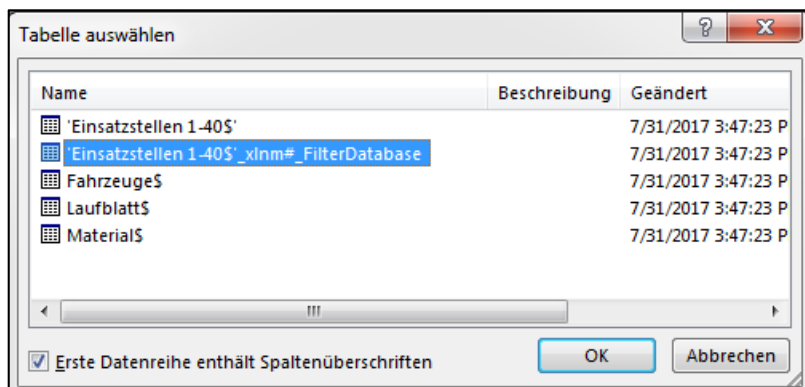 Tabelle auswählen
Name Beschreibung Geändert
'Einsatzstellen 1-40$' 7/31/2017 3:47:23 P
'Einsatzstellen 1-40$'_xlnm#_FilterDatabase 7/31/2017 3:47:23 P
Fahrzeuge$ 7/31/2017 3:47:23 P
Laufblatt$ 7/31/2017 3:47:23 P
Material$ 7/31/2017 3:47:23 P
Erste Datenreihe enthält Spaltenüberschriften OK Abbrechen